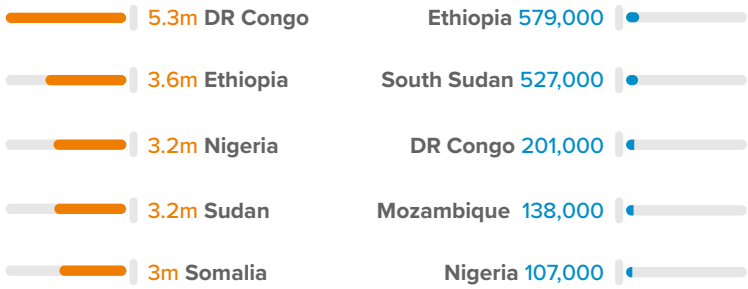 5.3m DR Congo
3.6m Ethiopia
3.2m Nigeria
3.2m Sudan
3m Somalia
Ethiopia 579,000
South Sudan 527,000
DR Congo 201,000
Mozambique 138,000
Nigeria 107,000